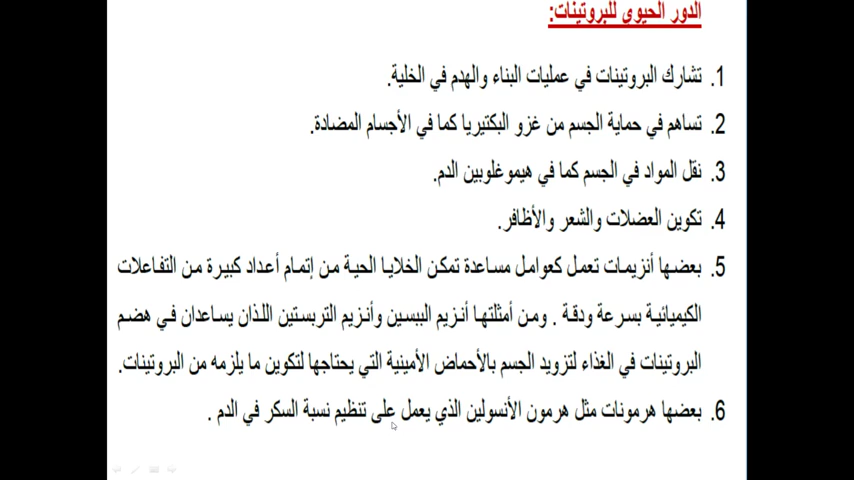 الدور الحيوي للبروتينات:
1. تشارك البروتينات في عمليات البناء والهدم في الخلية.
2. تساهم في حماية الجسم من غزو البكتيريا كما في الأجسام المضادة.
3. نقل المواد في الجسم كما في هيموغلوبين الدم.
4. تكوين العضلات والشعر والأظافر.
5. بعضها أنزيمات تعمل كعوامل مساعدة تمكن الخلايا الحية من إتمام أعداد كبيرة من التفاعلات
الكيميائية بسرعة ودقة . ومن أمثلتها أنزيم الببسين وأنزيم التربستين اللذان يساعدان في هضم
البروتينات في الغذاء لتزويد الجسم بالأحماض الأمينية التي يحتاجها لتكوين ما يلزمه من البروتينات.
6. بعضها هرمونات مثل هرمون الأنسولين الذي يعمل على تنظيم نسبة السكر في الدم .